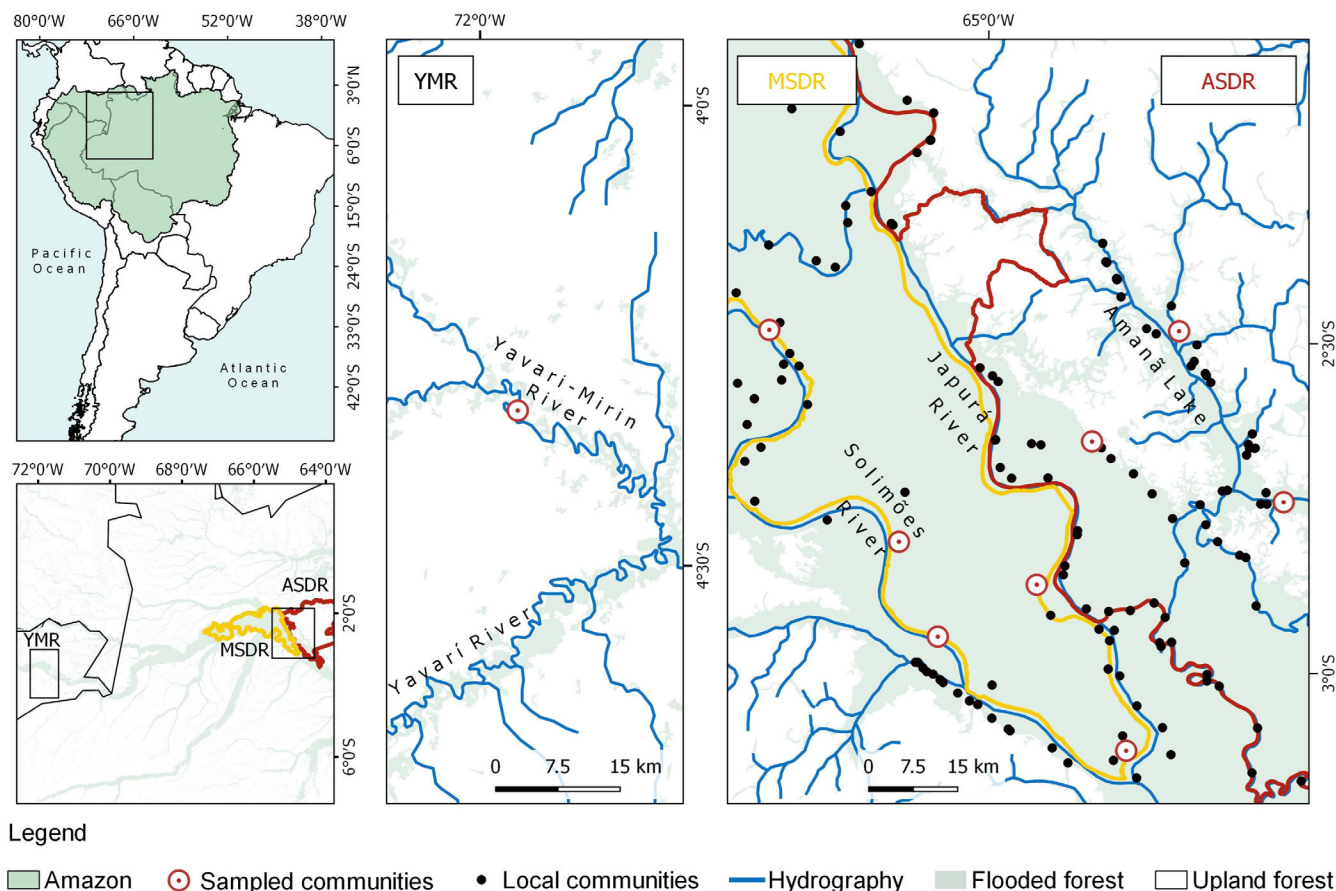 80°0'W 66°0'W 52°0'W 38°0'W
3°0'N
6°0'S
15°0'S
24°0'S
33°0'S
42°0'S
Pacific
Ocean
Atlantic
Ocean
72°0'W 70°0'W 68°0'W 66°0'W 64°0'W
2°0'S
6°0'S
ASDR
MSDR
YMR
72°0'W
YMR
4°0'S
4°30'S
Yavari-Mirin
River
Yavarí River
0 7.5 15 km
65°0'W
MSDR
ASDR
2°30'S
3°0'S
Amanã Lake
Japurá
River
Solimões
River
0 7.5 15 km
Legend
Amazon Sampled communities Local communities Hydrography Flooded forest Upland forest